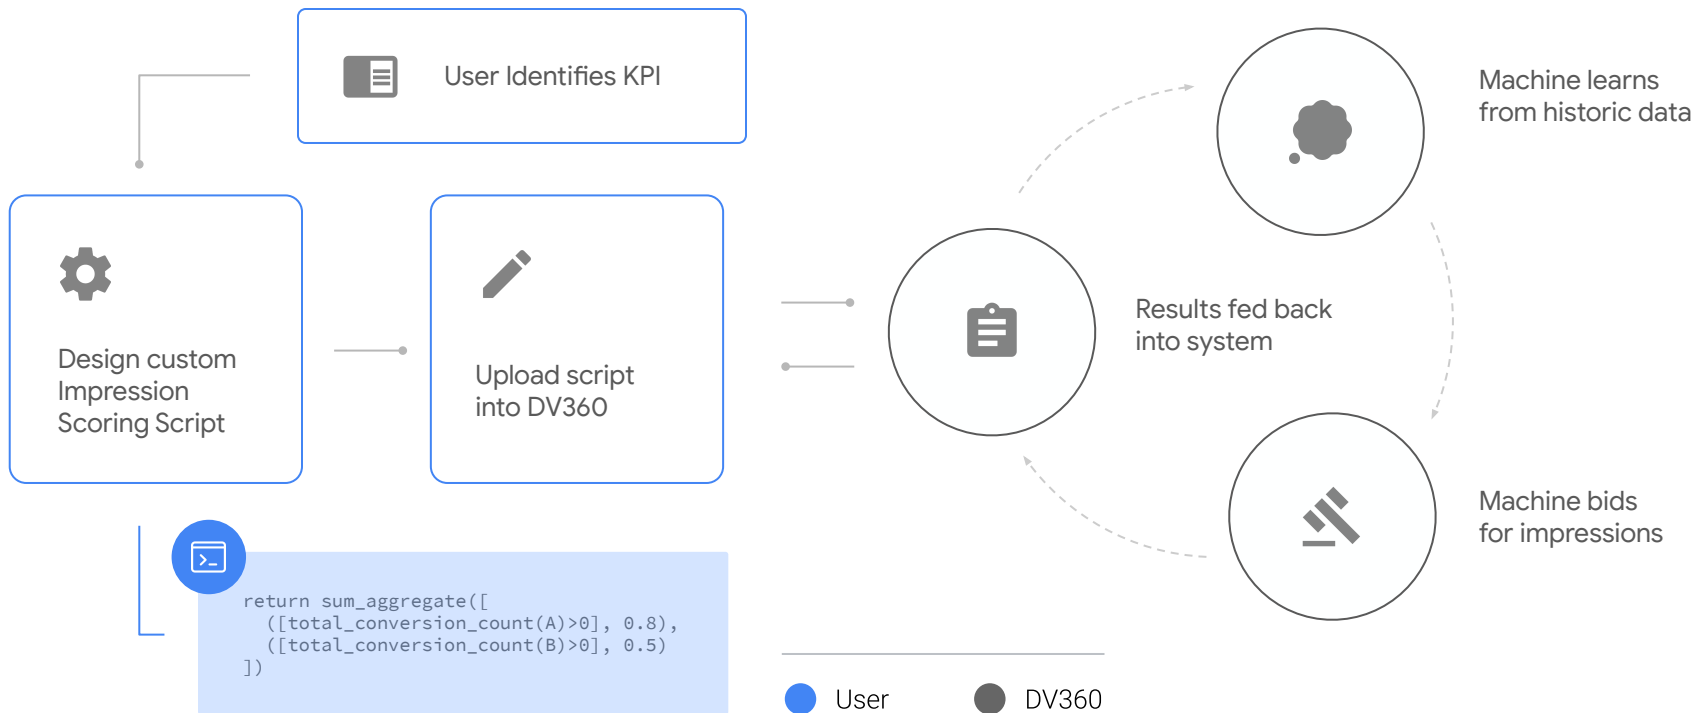 User Identifies KPI
Design custom
Impression
Scoring Script
Upload script
into DV360
return sum_aggregate([
  ([total_conversion_count(A)>0], 0.8),
  ([total_conversion_count(B)>0], 0.5)
])
Machine learns
from historic data
Results fed back
into system
Machine bids
for impressions
User
DV360